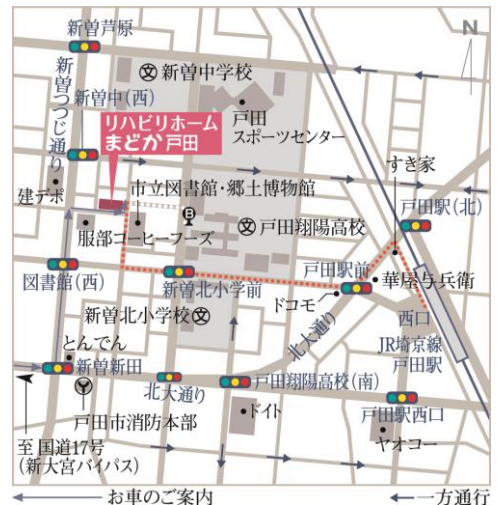 新曽芦原
新曽中学校
N
新曽つつじ通り
新曽中(西)
戸田
スポーツセンター
リハビリホーム
まどか戸田
すき家
建デポ
市立図書館・郷土博物館
戸田駅(北)
服部コーヒーフーズ
戸田翔陽高校
図書館(西)
新曽北小学前
戸田駅前
華屋与兵衛
ドコモ
新曽北小学校
北大通り
西口
JR埼京線
戸田駅
とんでん
新曽新田
北大通り
戸田翔陽高校(南)
戸田市消防本部
ドイト
戸田駅西口
ヤオコー
至 国道17号
(新大宮バイパス)
お車のご案内
一方通行